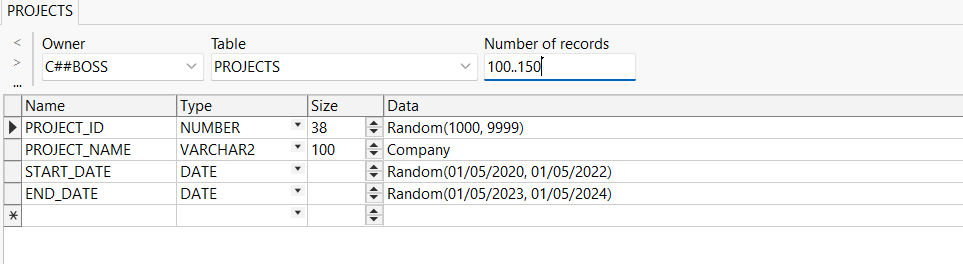 PROJECTS
Owner Table Number of records
C##BOSS PROJECTS 100..150
Name Type Size Data
PROJECT_ID NUMBER 38 Random(1000, 9999)
PROJECT_NAME VARCHAR2 100 Company
START_DATE DATE Random(01/05/2020, 01/05/2022)
END_DATE DATE Random(01/05/2023, 01/05/2024)